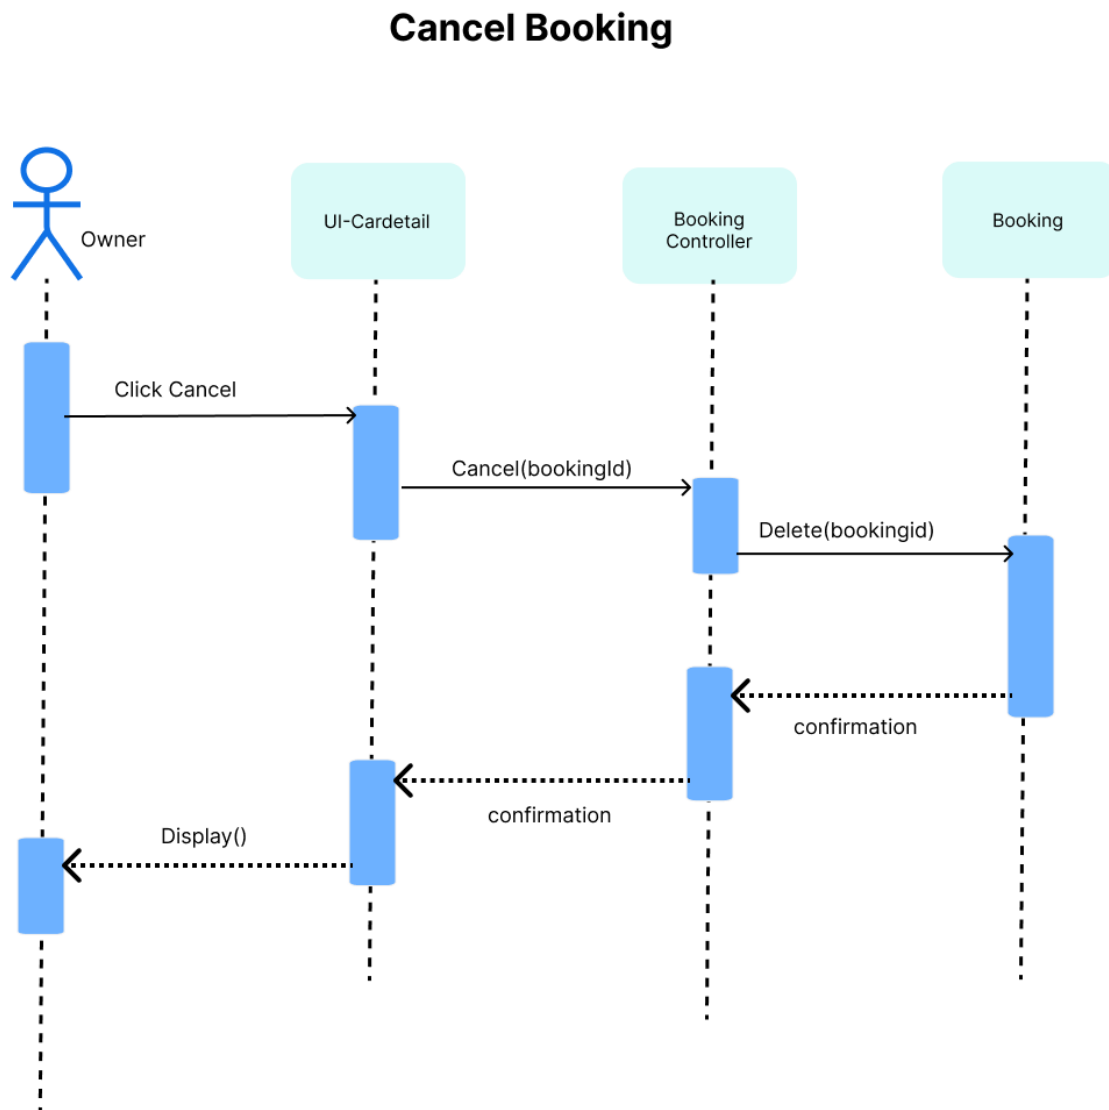 Cancel Booking
Owner
UI-Cardetail
Booking
Controller
Booking
Click Cancel
Cancel(bookingId)
Delete(bookingid)
confirmation
confirmation
Display()